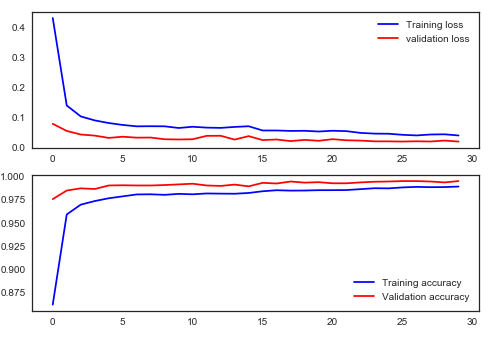 0.4
0.3
0.2
0.1
0.0
Training loss
validation loss
0 5 10 15 20 25 30
1.000
0.975
0.950
0.925
0.900
0.875
Training accuracy
Validation accuracy
0 5 10 15 20 25 30